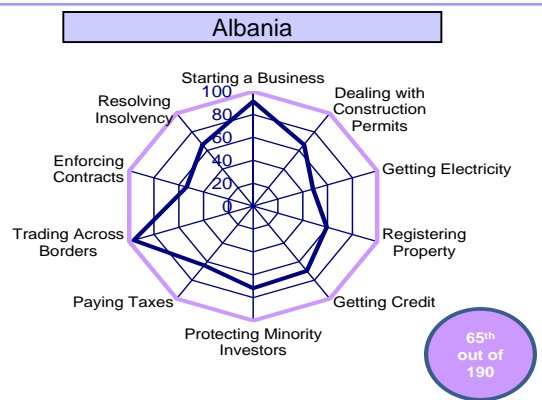 Albania
Starting a Business
Dealing with
Construction
Permits
Getting Electricity
Registering
Property
Getting Credit
Protecting Minority
Investors
Paying Taxes
Trading Across
Borders
Enforcing
Contracts
Resolving
Insolvency
100
80
60
40
20
0
65th
out of
190